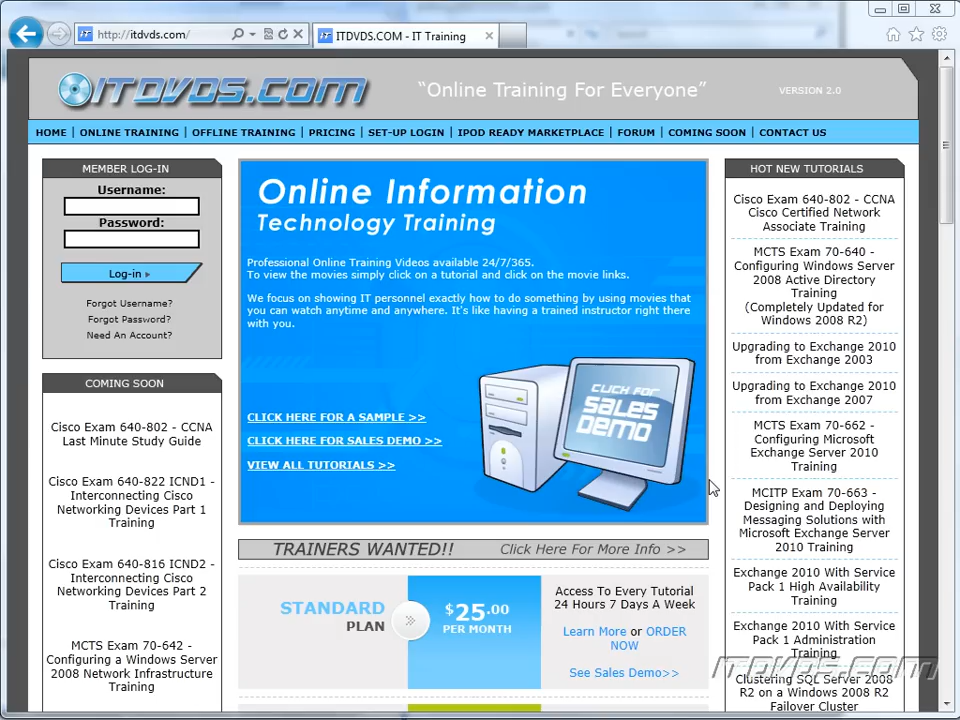 http://itdvds.com/
ITDVDS.COM - IT Training
ITDVDS.COM
“Online Training For Everyone”
VERSION 2.0
HOME | ONLINE TRAINING | OFFLINE TRAINING | PRICING | SET-UP LOGIN | IPOD READY MARKETPLACE | FORUM | COMING SOON | CONTACT US
MEMBER LOG-IN
Username:
Password:
Log-in
Forgot Username?
Forgot Password?
Need An Account?
COMING SOON
Cisco Exam 640-802 - CCNA
Last Minute Study Guide
Cisco Exam 640-822 ICND1 -
Interconnecting Cisco
Networking Devices Part 1
Training
Cisco Exam 640-816 ICND2 -
Interconnecting Cisco
Networking Devices Part 2
Training
MCTS Exam 70-642 -
Configuring a Windows Server
2008 Network Infrastructure
Training
Online Information
Technology Training
Professional Online Training Videos available 24/7/365.
To view the movies simply click on a tutorial and click on the movie links.
We focus on showing IT personnel exactly how to do something by using movies that
you can watch anytime and anywhere. It's like having a trained instructor right there
with you.
CLICK HERE FOR A SAMPLE >>
CLICK HERE FOR SALES DEMO >>
VIEW ALL TUTORIALS >>
CLICK FOR
SALES
DEMO
TRAINERS WANTED!! Click Here For More Info >>
STANDARD
PLAN
$25.00
PER MONTH
Access To Every Tutorial
24 Hours 7 Days A Week
Learn More or ORDER
NOW
See Sales Demo>>
HOT NEW TUTORIALS
Cisco Exam 640-802 - CCNA
Cisco Certified Network
Associate Training
MCTS Exam 70-640 -
Configuring Windows Server
2008 Active Directory
Training
(Completely Updated for
Windows 2008 R2)
Upgrading to Exchange 2010
from Exchange 2003
Upgrading to Exchange 2010
from Exchange 2007
MCTS Exam 70-662 -
Configuring Microsoft
Exchange Server 2010
Training
MCITP Exam 70-663 -
Designing and Deploying
Messaging Solutions with
Microsoft Exchange Server
2010 Training
Exchange 2010 With Service
Pack 1 High Availability
Training
Exchange 2010 With Service
Pack 1 Administration
Training
Clustering SQL Server 2008
R2 on a Windows 2008 R2
Failover Cluster
ITDVDS.COM